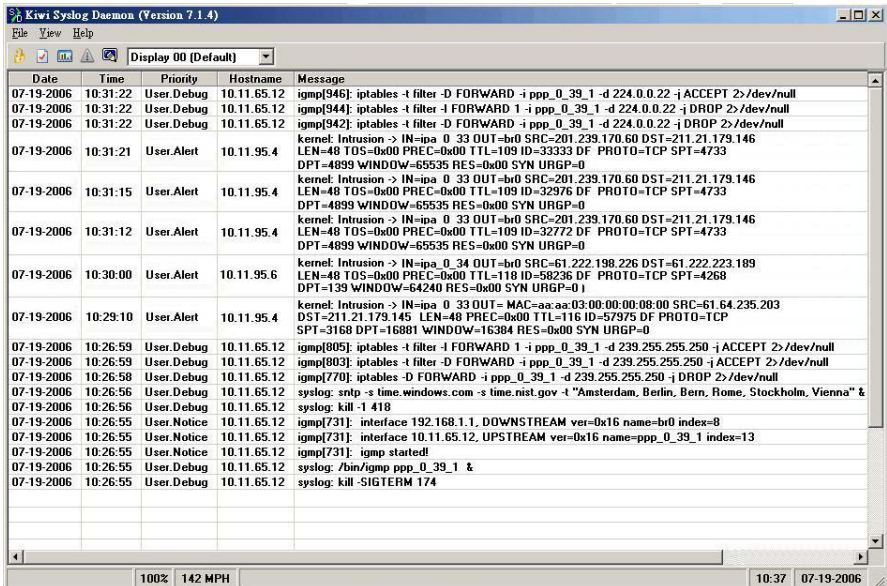 Kiwi Syslog Daemon (Version 7.1.4)
File View Help
Display 00 (Default)
Date Time Priority Hostname Message
07-19-2006 10:31:22 User.Debug 10.11.65.12 igmp[946]: iptables -t filter -D FORWARD -i ppp_0_39_1 -d 224.0.0.22 -j ACCEPT 2>/dev/null
07-19-2006 10:31:22 User.Debug 10.11.65.12 igmp[944]: iptables -t filter -I FORWARD 1 -i ppp_0_39_1 -d 224.0.0.22 -j DROP 2>/dev/null
07-19-2006 10:31:22 User.Debug 10.11.65.12 igmp[942]: iptables -t filter -D FORWARD -i ppp_0_39_1 -d 224.0.0.22 -j DROP 2>/dev/null
07-19-2006 10:31:21 User.Alert 10.11.95.4 kernel: Intrusion -> IN=ipa_0_33 OUT=br0 SRC=201.239.170.60 DST=211.21.179.146
LEN=48 TOS=0x00 PREC=0x00 TTL=109 ID=33333 DF PROTO=TCP SPT=4733
DPT=4899 WINDOW=65535 RES=0x00 SYN URGP=0
07-19-2006 10:31:15 User.Alert 10.11.95.4 kernel: Intrusion -> IN=ipa_0_33 OUT=br0 SRC=201.239.170.60 DST=211.21.179.146
LEN=48 TOS=0x00 PREC=0x00 TTL=109 ID=32976 DF PROTO=TCP SPT=4733
DPT=4899 WINDOW=65535 RES=0x00 SYN URGP=0
07-19-2006 10:31:12 User.Alert 10.11.95.4 kernel: Intrusion -> IN=ipa_0_33 OUT=br0 SRC=201.239.170.60 DST=211.21.179.146
LEN=48 TOS=0x00 PREC=0x00 TTL=109 ID=32772 DF PROTO=TCP SPT=4733
DPT=4899 WINDOW=65535 RES=0x00 SYN URGP=0
07-19-2006 10:30:00 User.Alert 10.11.95.6 kernel: Intrusion -> IN=ipa_0_34 OUT=br0 SRC=61.222.198.226 DST=61.222.223.189
LEN=48 TOS=0x00 PREC=0x00 TTL=118 ID=58236 DF PROTO=TCP SPT=4268
DPT=139 WINDOW=64240 RES=0x00 SYN URGP=0 )
07-19-2006 10:29:10 User.Alert 10.11.95.4 kernel: Intrusion -> IN=ipa_0_33 OUT= MAC=aa:aa:03:00:00:00:08:00 SRC=61.64.235.203
DST=211.21.179.145 LEN=48 PREC=0x00 TTL=116 ID=57975 DF PROTO=TCP
SPT=3168 DPT=16881 WINDOW=16384 RES=0x00 SYN URGP=0
07-19-2006 10:26:59 User.Debug 10.11.65.12 igmp[805]: iptables -t filter -I FORWARD 1 -i ppp_0_39_1 -d 239.255.255.250 -j ACCEPT 2>/dev/null
07-19-2006 10:26:59 User.Debug 10.11.65.12 igmp[803]: iptables -t filter -D FORWARD -i ppp_0_39_1 -d 239.255.255.250 -j ACCEPT 2>/dev/null
07-19-2006 10:26:58 User.Debug 10.11.65.12 igmp[770]: iptables -D FORWARD -i ppp_0_39_1 -d 239.255.255.250 -j DROP 2>/dev/null
07-19-2006 10:26:56 User.Debug 10.11.65.12 syslog: sntp -s time.windows.com -s time.nist.gov -t "Amsterdam, Berlin, Bern, Rome, Stockholm, Vienna" &
07-19-2006 10:26:56 User.Debug 10.11.65.12 syslog: kill -1 418
07-19-2006 10:26:55 User.Notice 10.11.65.12 igmp[731]: interface 192.168.1.1, DOWNSTREAM ver=0x16 name=br0 index=8
07-19-2006 10:26:55 User.Notice 10.11.65.12 igmp[731]: interface 10.11.65.12, UPSTREAM ver=0x16 name=ppp_0_39_1 index=13
07-19-2006 10:26:55 User.Notice 10.11.65.12 igmp[731]: igmp started!
07-19-2006 10:26:55 User.Debug 10.11.65.12 syslog: /bin/igmp ppp_0_39_1 &
07-19-2006 10:26:55 User.Debug 10.11.65.12 syslog: kill -SIGTERM 174
100% 142 MPH 10:37 07-19-2006